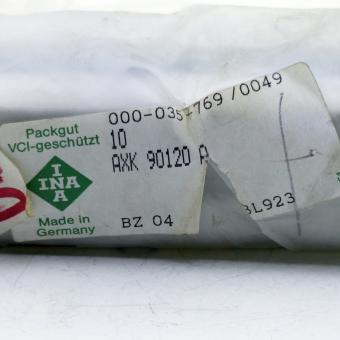 000-035-769/0049
Packgut
VCI-geschützt
10
AXK 90120 A
INA
Made in
Germany
BZ 04
BL923